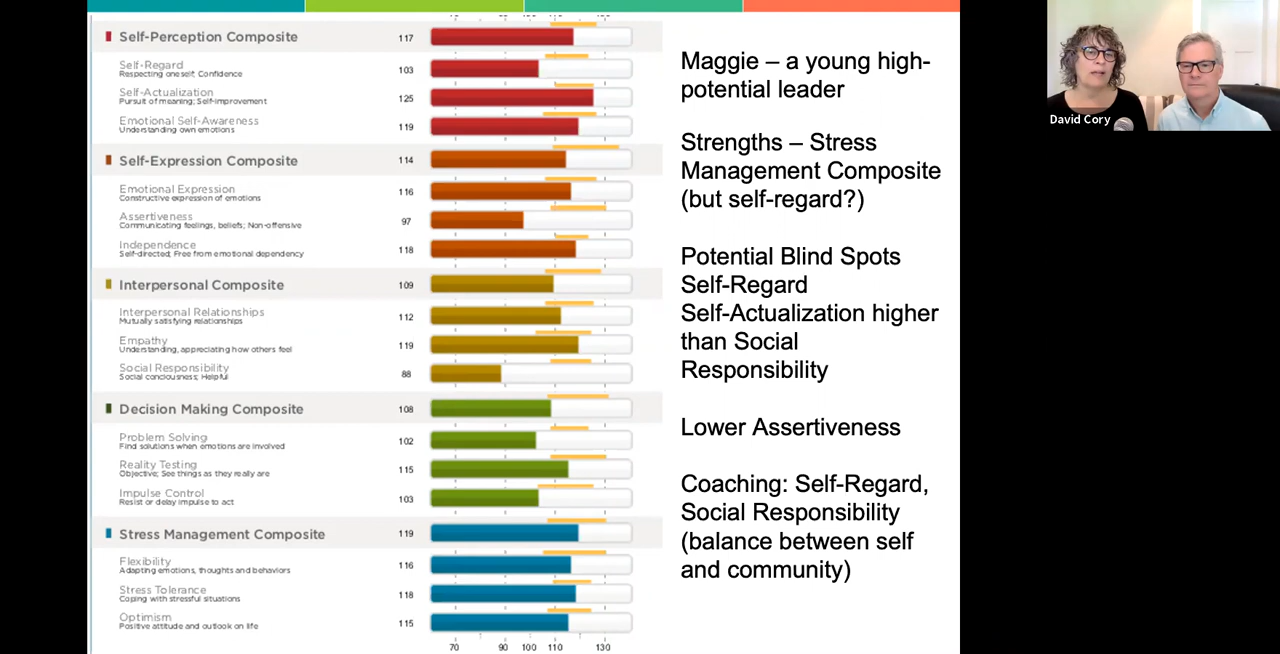 Self-Perception Composite 117
Self-Regard 103
Respecting oneself; Confidence
Self-Actualization 125
Pursuit of meaning; Self-improvement
Emotional Self-Awareness 119
Understanding own emotions
Self-Expression Composite 114
Emotional Expression 116
Constructive expression of emotions
Assertiveness 97
Communicating feelings, beliefs; Non-offensive
Independence 118
Self-directed; Free from emotional dependency
Interpersonal Composite 109
Interpersonal Relationships 112
Mutually satisfying relationships
Empathy 119
Understanding, appreciating how others feel
Social Responsibility 88
Social conciousness; Helpful
Decision Making Composite 108
Problem Solving 102
Find solutions when emotions are involved
Reality Testing 115
Objective; See things as they really are
Impulse Control 103
Resist or delay impulse to act
Stress Management Composite 119
Flexibility 116
Adapting emotions, thoughts and behaviors
Stress Tolerance 118
Coping with stressful situations
Optimism 115
Positive attitude and outlook on life
70 90 100 110 130
Maggie – a young high-
potential leader
Strengths – Stress
Management Composite
(but self-regard?)
Potential Blind Spots
Self-Regard
Self-Actualization higher
than Social
Responsibility
Lower Assertiveness
Coaching: Self-Regard,
Social Responsibility
(balance between self
and community)
David Cory